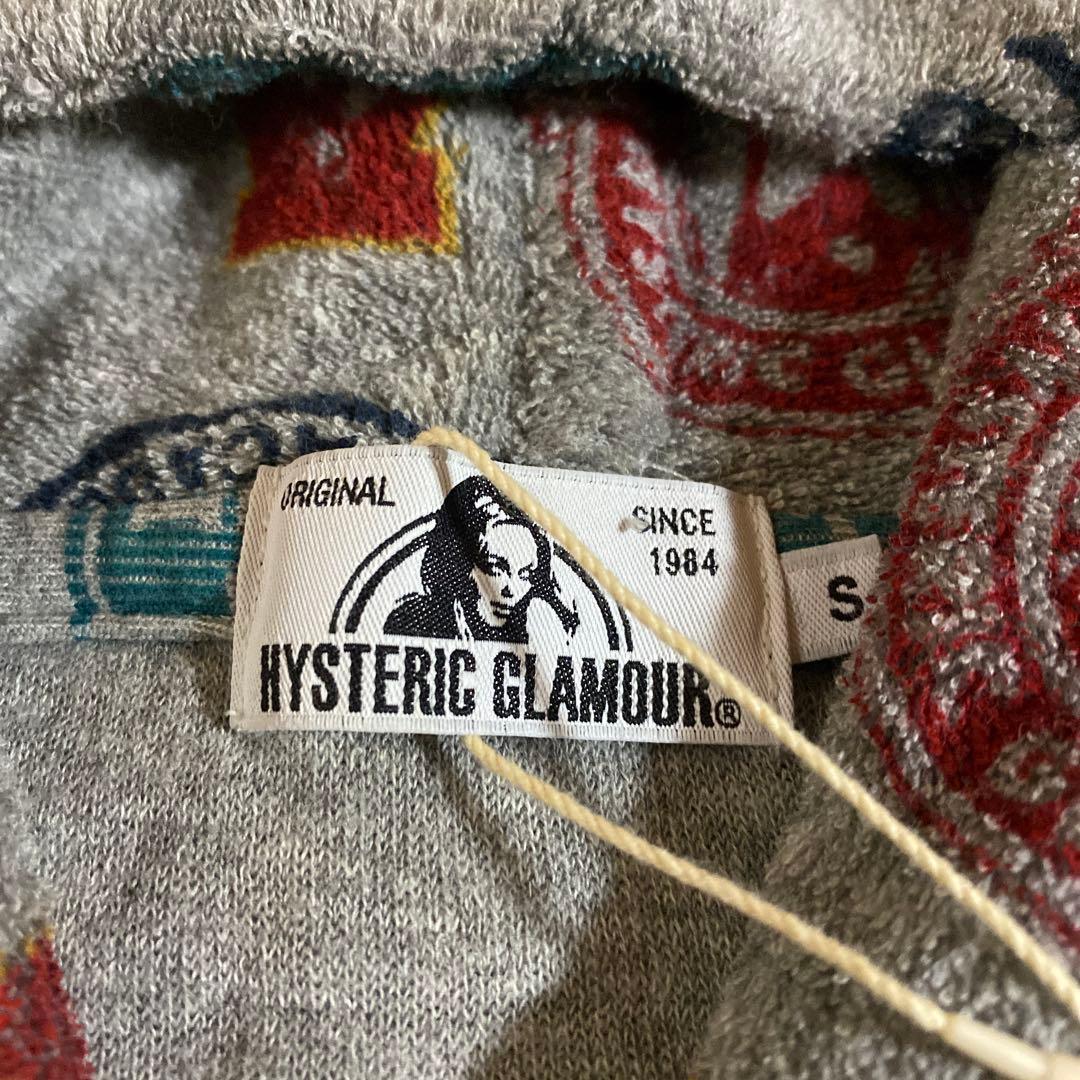 ORIGINAL
SINCE
1984
HYSTERIC GLAMOUR®
S